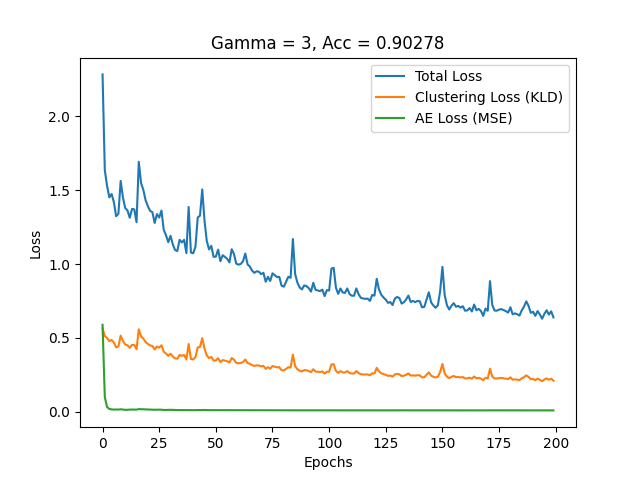 Gamma = 3, Acc = 0.90278
Total Loss
Clustering Loss (KLD)
AE Loss (MSE)
2.0
1.5
1.0
0.5
0.0
Loss
0 25 50 75 100 125 150 175 200
Epochs